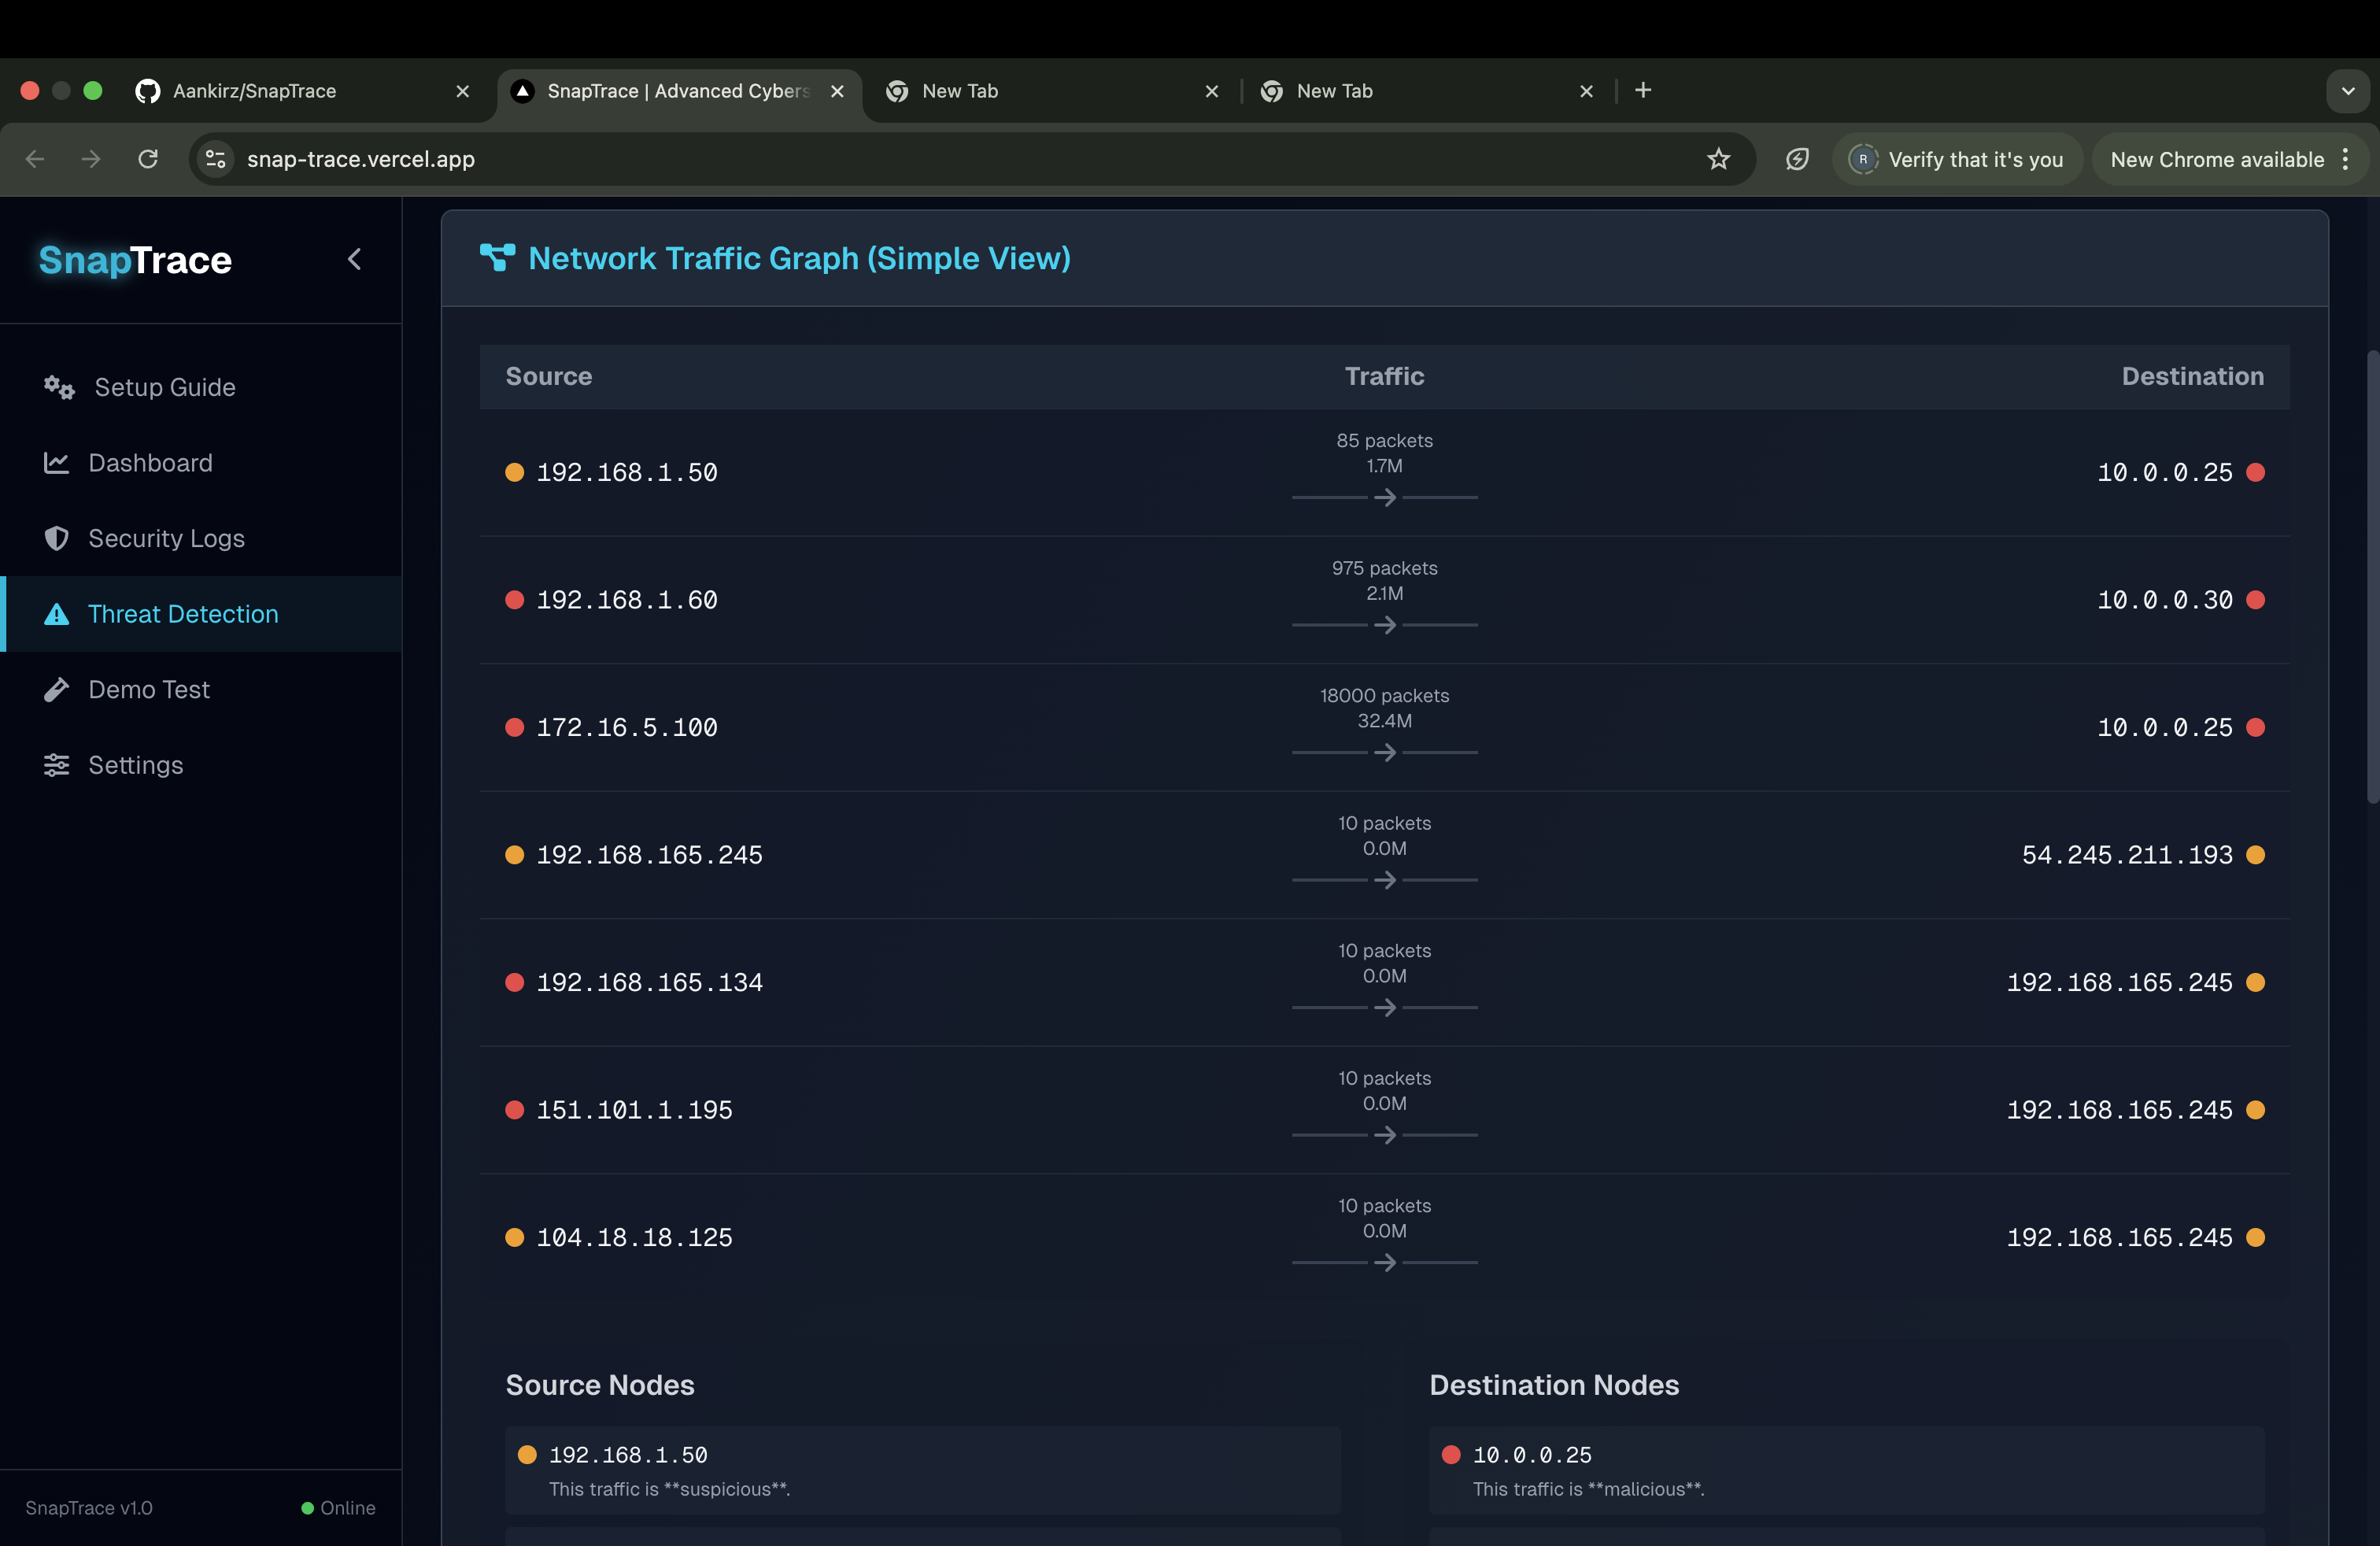 Aankirz/SnapTrace
SnapTrace | Advanced Cybers
New Tab
New Tab
snap-trace.vercel.app
R
Verify that it's you
New Chrome available
SnapTrace
Setup Guide
Dashboard
Security Logs
Threat Detection
Demo Test
Settings
SnapTrace v1.0
Online
Network Traffic Graph (Simple View)
Source Traffic Destination
85 packets
1.7M
192.168.1.50 10.0.0.25
975 packets
2.1M
192.168.1.60 10.0.0.30
18000 packets
32.4M
172.16.5.100 10.0.0.25
10 packets
0.0M
192.168.165.245 54.245.211.193
10 packets
0.0M
192.168.165.134 192.168.165.245
10 packets
0.0M
151.101.1.195 192.168.165.245
10 packets
0.0M
104.18.18.125 192.168.165.245
Source Nodes
192.168.1.50
This traffic is **suspicious**.
Destination Nodes
10.0.0.25
This traffic is **malicious**.